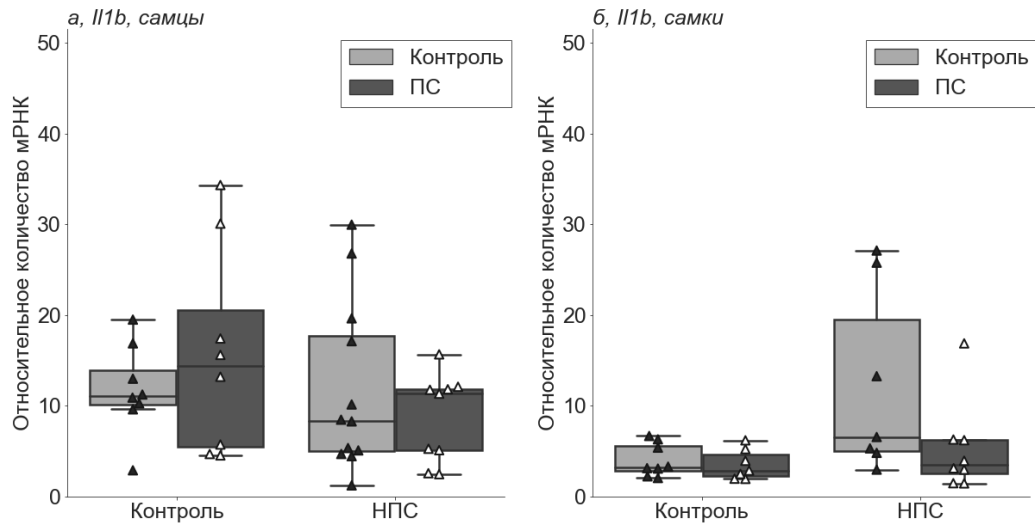 а, Il1b, самцы
50
40
30
20
10
0
Относительное количество мРНК
Контроль
ПС
Контроль
НПС
б, Il1b, самки
50
40
30
20
10
0
Относительное количество мРНК
Контроль
ПС
Контроль
НПС